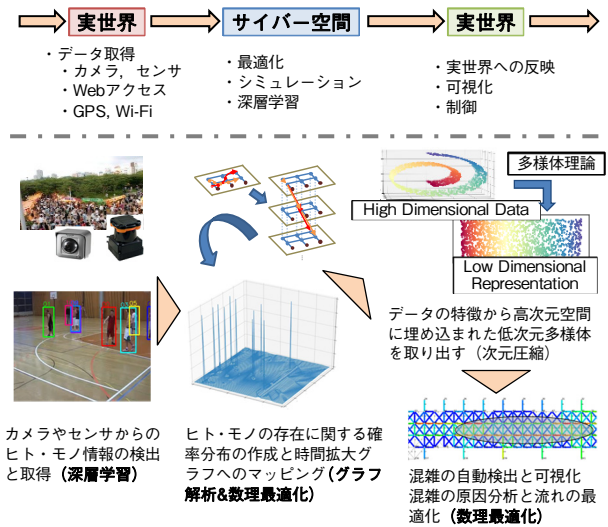 実世界
サイバー空間
実世界
・データ取得
・カメラ，センサ
・Webアクセス
・GPS, Wi-Fi
・最適化
・シミュレーション
・深層学習
・実世界への反映
・可視化
・制御
多様体理論
High Dimensional Data
Low Dimensional
Representation
データの特徴から高次元空間
に埋め込まれた低次元多様体
を取り出す（次元圧縮）
カメラやセンサからの
ヒト・モノ情報の検出
と取得（深層学習）
ヒト・モノの存在に関する確
率分布の作成と時間拡大グ
ラフへのマッピング（グラフ
解析&数理最適化）
混雑の自動検出と可視化
混雑の原因分析と流れの最
適化（数理最適化）